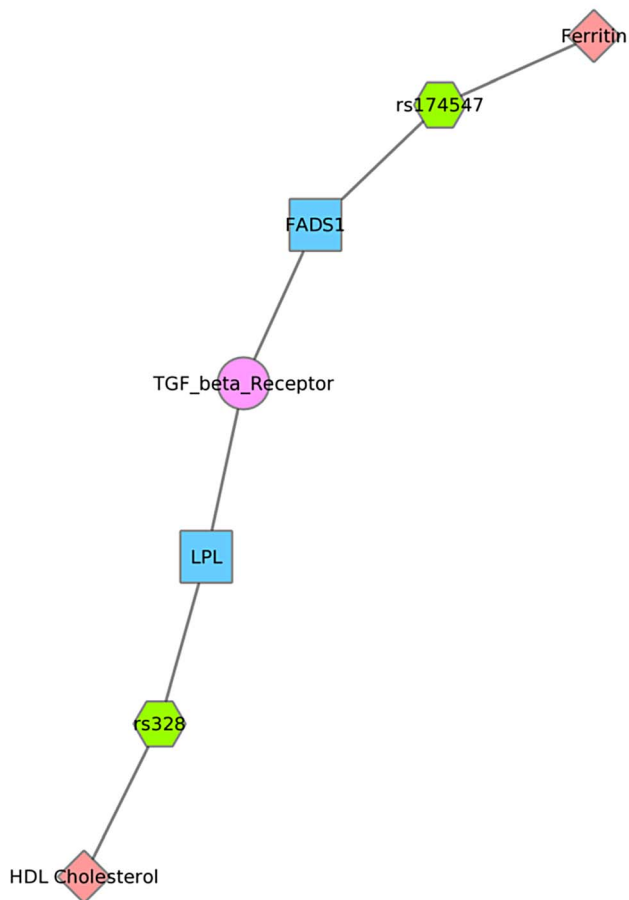 Ferritin
rs174547
FADS1
TGF_beta_Receptor
LPL
rs328
HDL Cholesterol